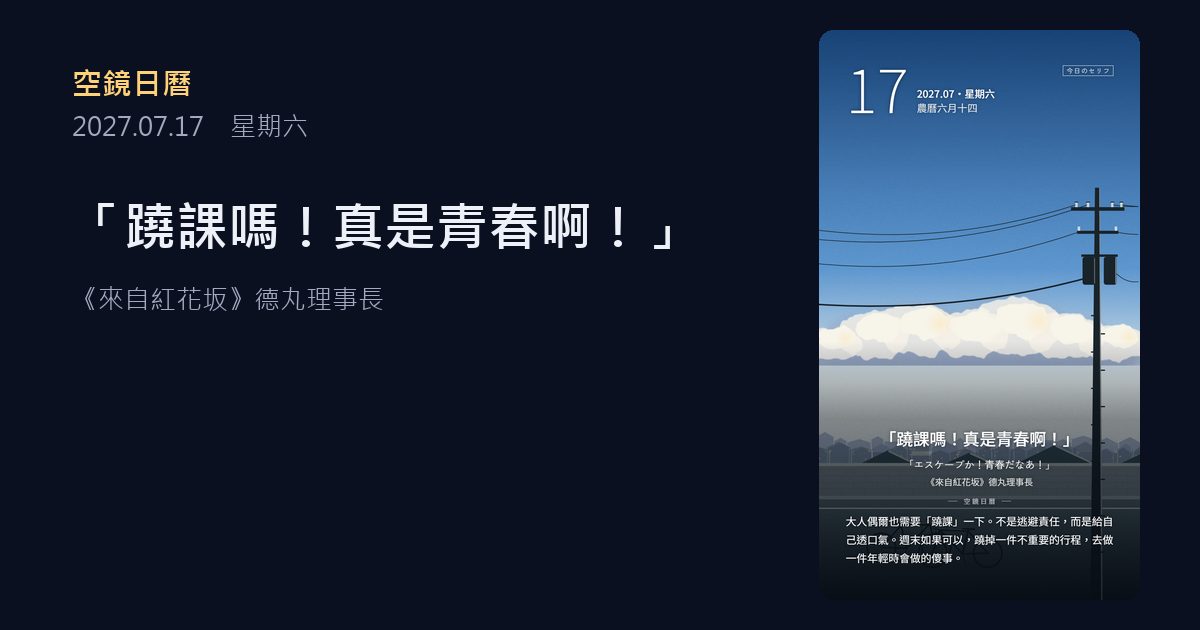 空鏡日曆
2027.07.17 星期六
「蹺課嗎！真是青春啊！」
《來自紅花坂》德丸理事長
17
2027.07・星期六
農曆六月十四
今日のセリフ
「蹺課嗎！真是青春啊！」
「エスケープか！青春だなあ！」
《來自紅花坂》德丸理事長
空鏡日曆
大人偶爾也需要「蹺課」一下。不是逃避責任，而是給自
己透口氣。週末如果可以，蹺掉一件不重要的行程，去做
一件年輕時會做的傻事。